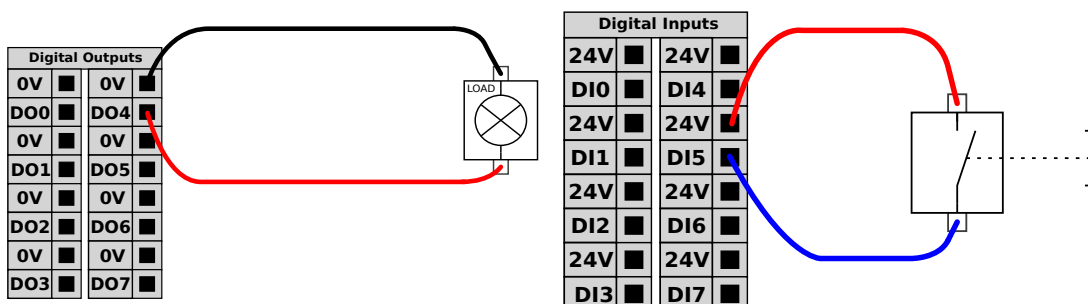 Digital Outputs
0V 0V
DO0 DO4
0V 0V
DO1 DO5
0V 0V
DO2 DO6
0V 0V
DO3 DO7
LOAD
Digital Inputs
24V 24V
DI0 DI4
24V 24V
DI1 DI5
24V 24V
DI2 DI6
24V 24V
DI3 DI7